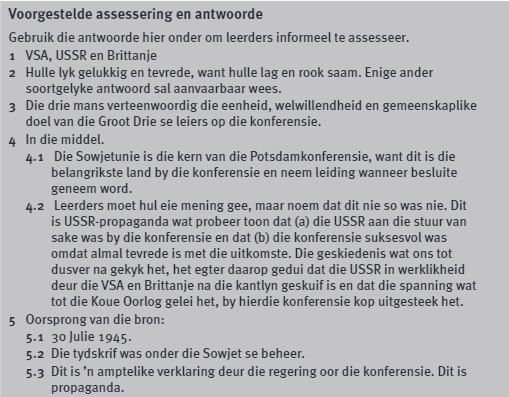 Voorgestelde assessering en antwoorde
Gebruik die antwoorde hier onder om leerders informeel te assesseer.
1 VSA, USSR en Brittanje
2 Hulle lyk gelukkig en tevrede, want hulle lag en rook saam. Enige ander
soortgelyke antwoord sal aanvaarbaar wees.
3 Die drie mans verteenwoordig die eenheid, welwillendheid en gemeenskaplike
doel van die Groot Drie se leiers op die konferensie.
4 In die middel.
4.1 Die Sowjetunie is die kern van die Potsdamkonferensie, want dit is die
belangrikste land by die konferensie en neem leiding wanneer besluite
geneem word.
4.2 Leerders moet hul eie mening gee, maar noem dat dit nie so was nie. Dit
is USSR-propaganda wat probeer toon dat (a) die USSR aan die stuur van
sake was by die konferensie en dat (b) die konferensie suksesvol was
omdat almal tevrede is met die uitkomste. Die geskiedenis wat ons tot
dusver na gekyk het, het egter daarop gedui dat die USSR in werklikheid
deur die VSA en Brittanje na die kantlyn geskuif is en dat die spanning wat
tot die Koue Oorlog gelei het, by hierdie konferensie kop uitgesteek het.
5 Oorsprong van die bron:
5.1 30 Julie 1945.
5.2 Die tydskrif was onder die Sowjet se beheer.
5.3 Dit is 'n amptelike verklaring deur die regering oor die konferensie. Dit is
propaganda.